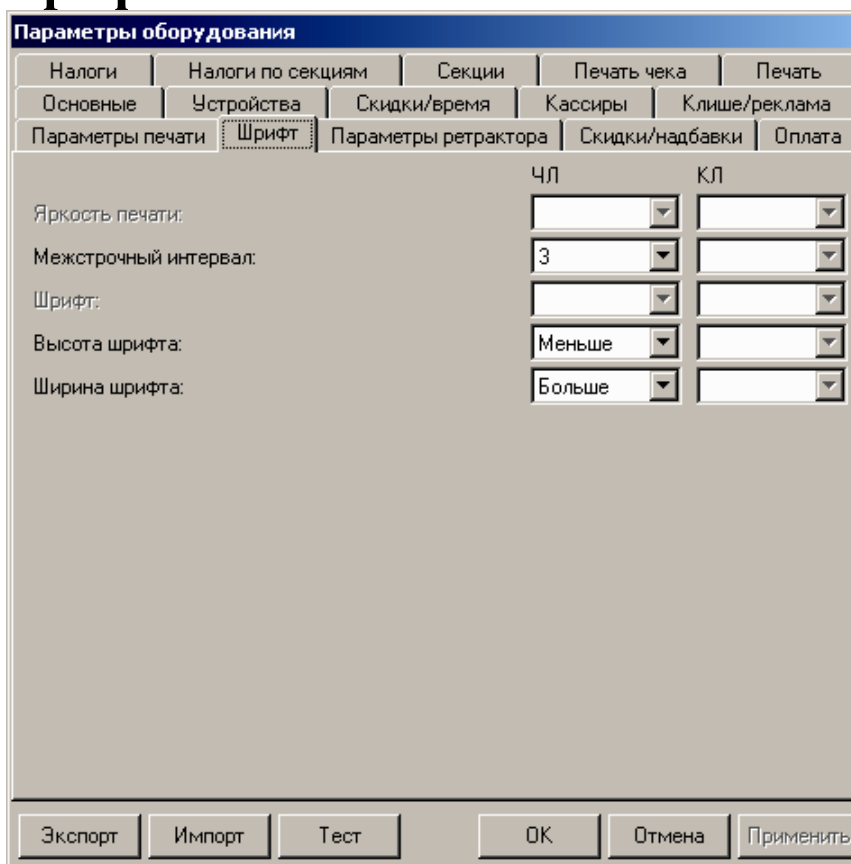 Параметры оборудования
Налоги Налоги по секциям Секции Печать чека Печать
Основные Устройства Скидки/время Кассиры Клише/реклама
Параметры печати Шрифт Параметры ретрактора Скидки/надбавки Оплата
ЧЛ КЛ
Яркость печати:
Межстрочный интервал: 3
Шрифт:
Высота шрифта: Меньше
Ширина шрифта: Больше
Экспорт Импорт Тест OK Отмена Применить